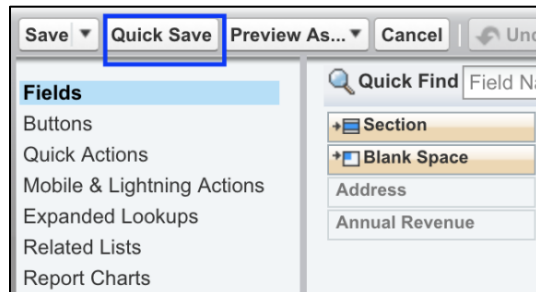 Save Quick Save Preview As... Cancel
Fields
Buttons
Quick Actions
Mobile & Lightning Actions
Expanded Lookups
Related Lists
Report Charts
Quick Find
Section
Blank Space
Address
Annual Revenue